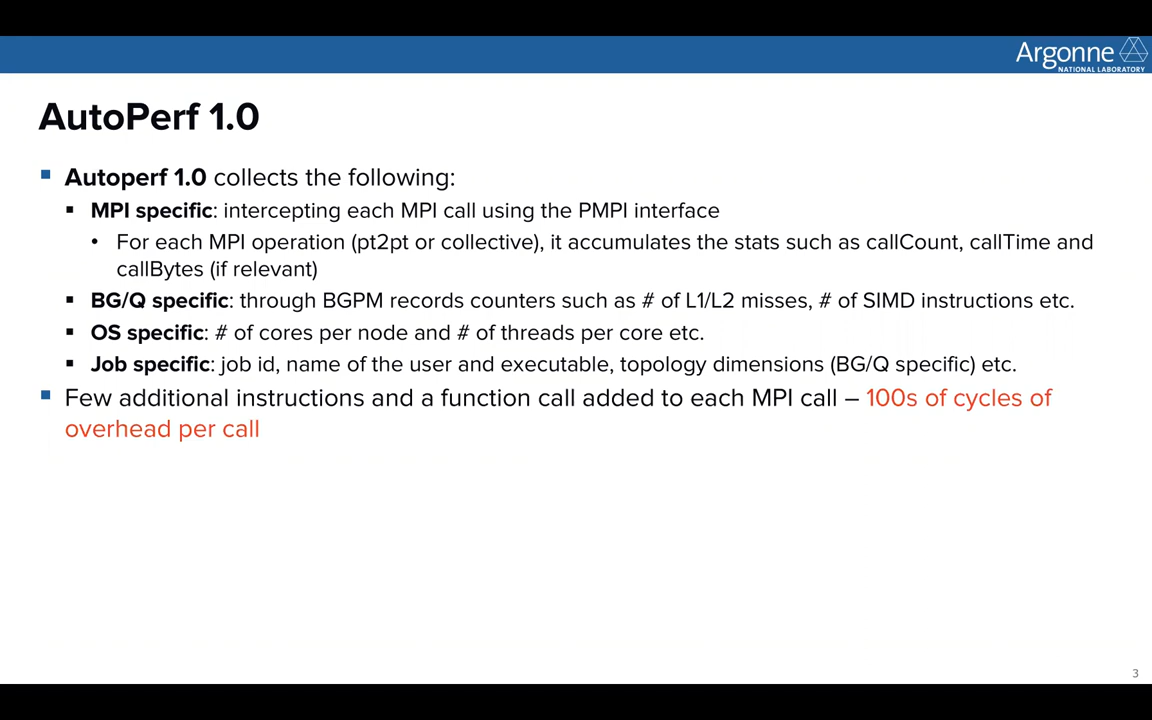 Argonne
NATIONAL LABORATORY
AutoPerf 1.0
▪ Autoperf 1.0 collects the following:
▪ MPI specific: intercepting each MPI call using the PMPI interface
• For each MPI operation (pt2pt or collective), it accumulates the stats such as callCount, callTime and
callBytes (if relevant)
▪ BG/Q specific: through BGPM records counters such as # of L1/L2 misses, # of SIMD instructions etc.
▪ OS specific: # of cores per node and # of threads per core etc.
▪ Job specific: job id, name of the user and executable, topology dimensions (BG/Q specific) etc.
▪ Few additional instructions and a function call added to each MPI call – 100s of cycles of
overhead per call
3